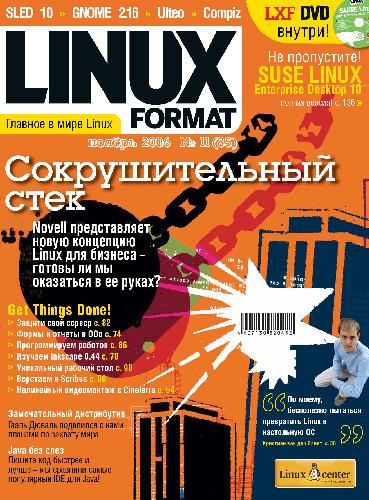 SLED 10 » GNOME 2.16 » Ulteo » Compiz
LXF DVD
внутри!
LINUX
FORMAT
Главное в мире Linux
ноябрь 2006 № 11 (85)
Не пропустите!
SUSE LINUX
Enterprise Desktop 10
полная версия! с. 136 »
Сокрушительный
стек
Novell представляет
новую концепцию
Linux для бизнеса –
готовы ли мы
оказаться в ее руках?
Get Things Done!
» Защити свой сервер с. 82
» Формы и отчеты в OOo с. 74
» Программируем роботов с. 86
» Изучаем Inkscape 0.44 с. 70
» Уникальный рабочий стол с. 90
» Верстаем в Scribus с.
» Нелинейный видеомонтаж в Cinelerra с. 54
Замечательный дистрибутив
Гаэль Дюваль поделился с нами
планами по захвату мира
Java без слез
Пишите код быстрее и
лучше – мы сравнили самые
популярные IDE для Java!
“ По моему,
бесполезно пытаться
превратить Linux в
настольную ОС ”
Linux center